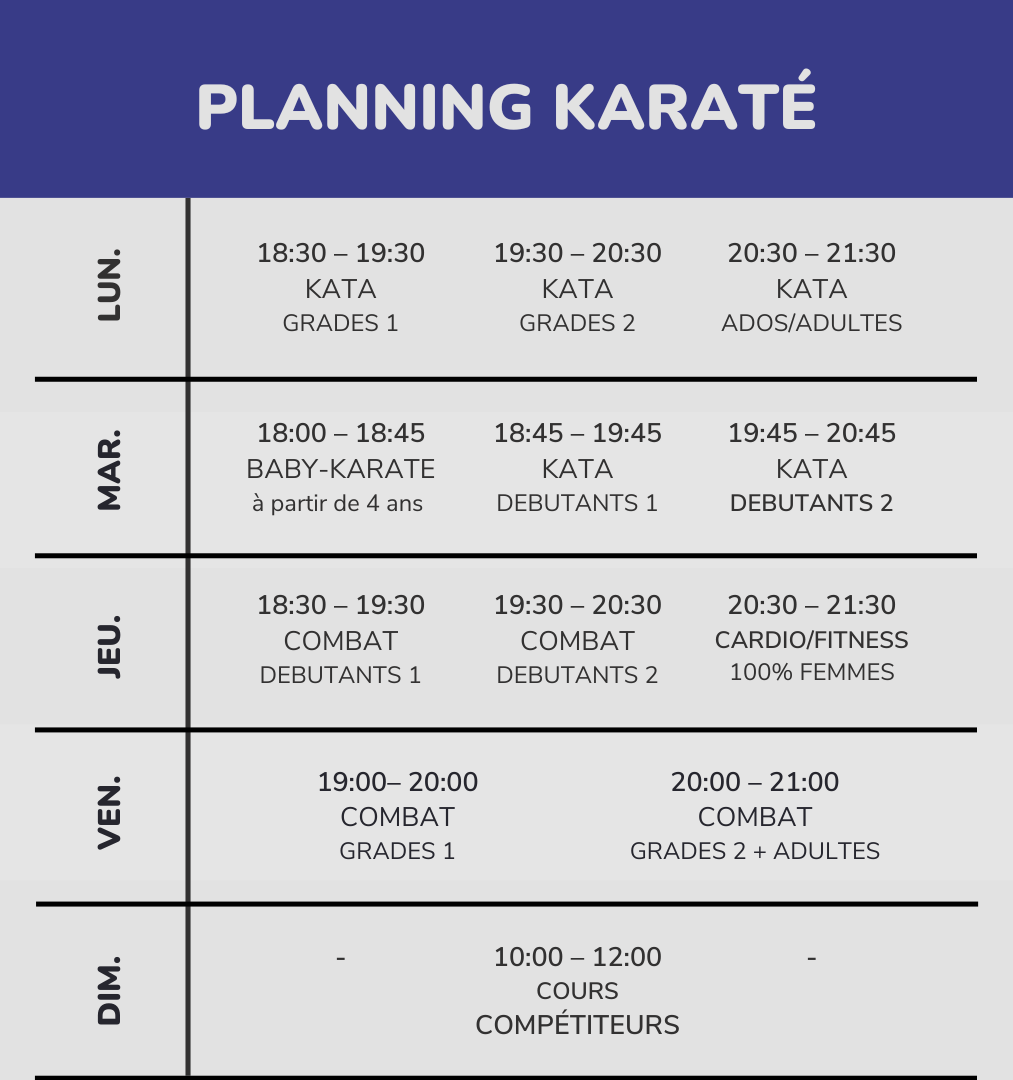 PLANNING KARATÉ
LUN.
18:30 – 19:30
KATA
GRADES 1
19:30 – 20:30
KATA
GRADES 2
20:30 – 21:30
KATA
ADOS/ADULTES
MAR.
18:00 – 18:45
BABY-KARATE
à partir de 4 ans
18:45 – 19:45
KATA
DEBUTANTS 1
19:45 – 20:45
KATA
DEBUTANTS 2
JEU.
18:30 – 19:30
COMBAT
DEBUTANTS 1
19:30 – 20:30
COMBAT
DEBUTANTS 2
20:30 – 21:30
CARDIO/FITNESS
100% FEMMES
VEN.
19:00– 20:00
COMBAT
GRADES 1
20:00 – 21:00
COMBAT
GRADES 2 + ADULTES
DIM.
-
10:00 – 12:00
COURS
COMPÉTITEURS
-